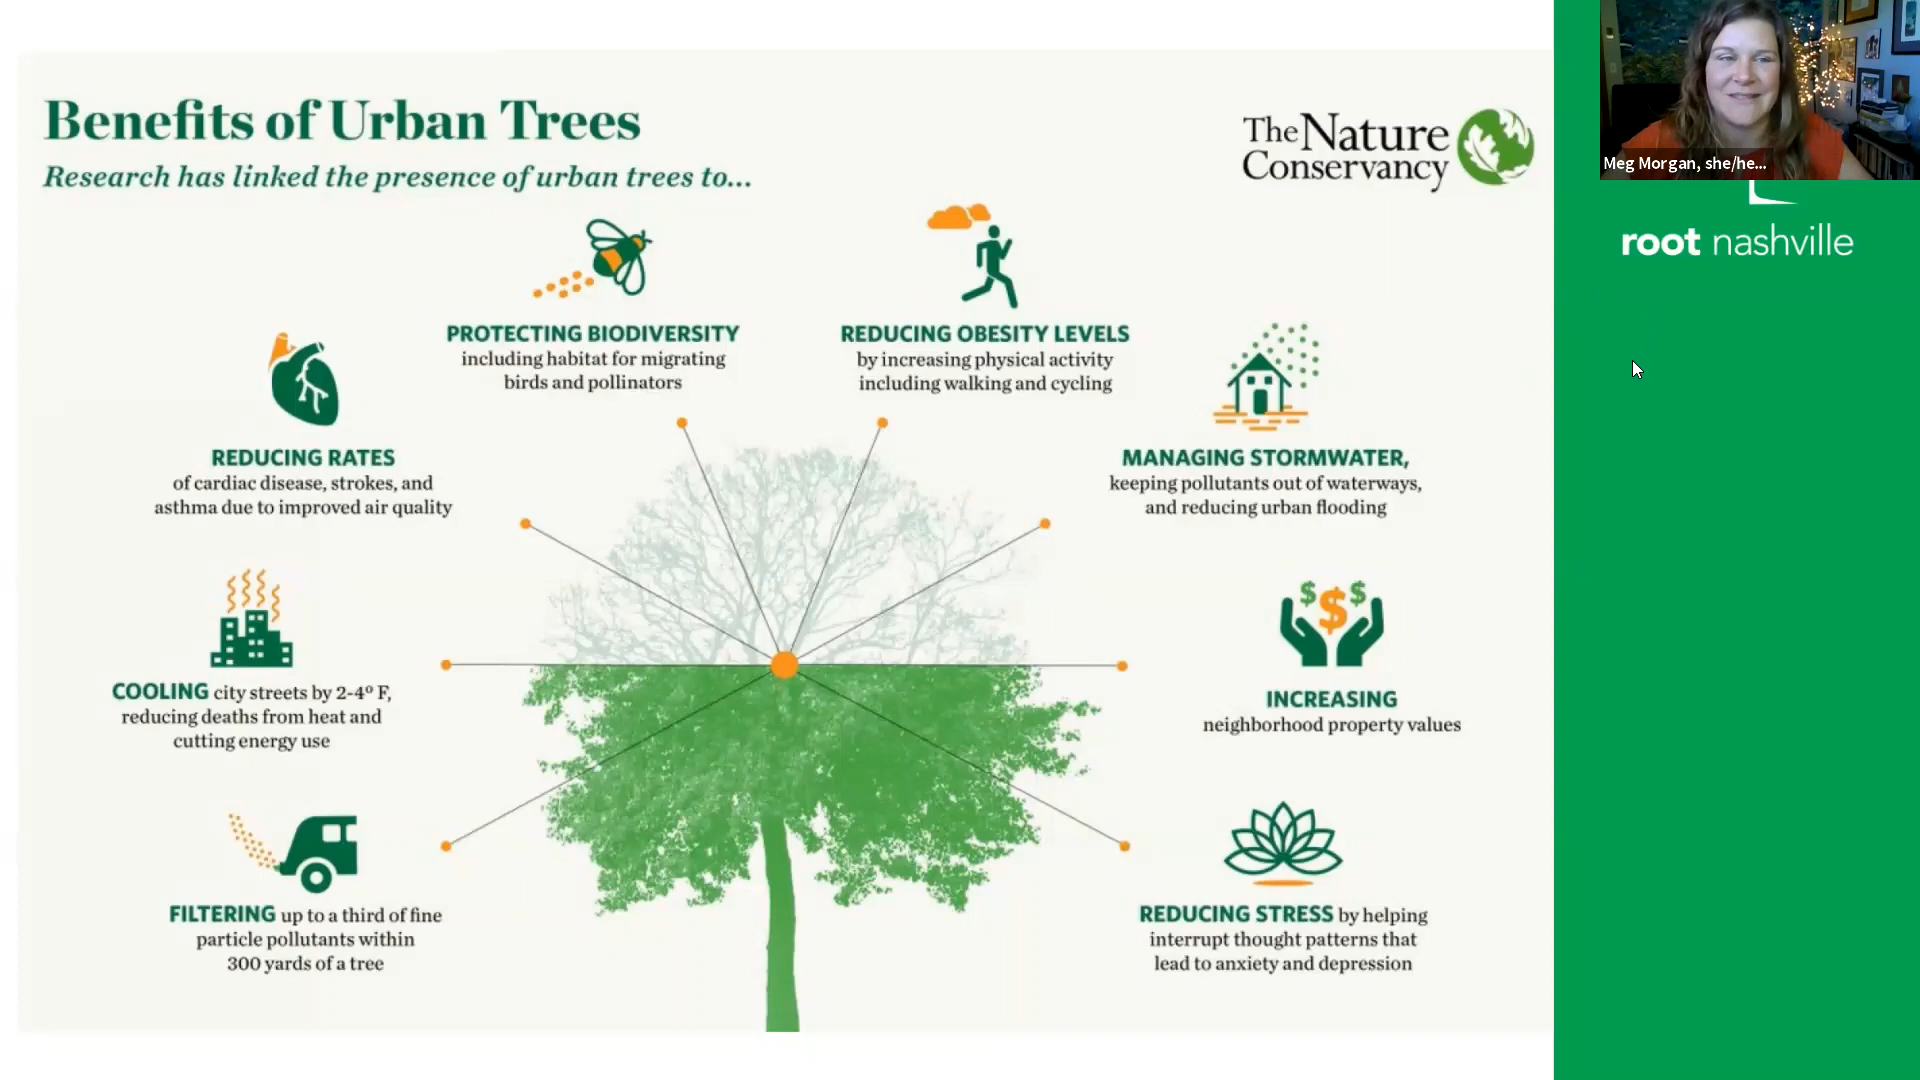 Benefits of Urban Trees
Research has linked the presence of urban trees to...
The Nature
Conservancy
Meg Morgan, she/he...
root nashville
PROTECTING BIODIVERSITY
including habitat for migrating
birds and pollinators
REDUCING OBESITY LEVELS
by increasing physical activity
including walking and cycling
REDUCING RATES
of cardiac disease, strokes, and
asthma due to improved air quality
MANAGING STORMWATER,
keeping pollutants out of waterways,
and reducing urban flooding
COOLING city streets by 2-4º F,
reducing deaths from heat and
cutting energy use
$ $ $
INCREASING
neighborhood property values
FILTERING up to a third of fine
particle pollutants within
300 yards of a tree
REDUCING STRESS by helping
interrupt thought patterns that
lead to anxiety and depression